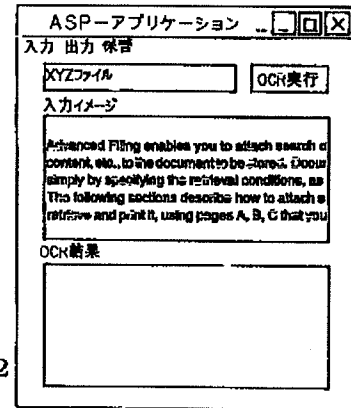 ASPーアプリケーション
入力 出力 保管
XYZファイル OCR実行
入力イメージ
Advanced Filing enables you to attach search c
content, etc., to the document to be stored. Docur
simply by specifying the retrieval conditions, as
The following sections describe how to attach s
retrieve and print it, using pages A, B, C that you
OCR結果
2